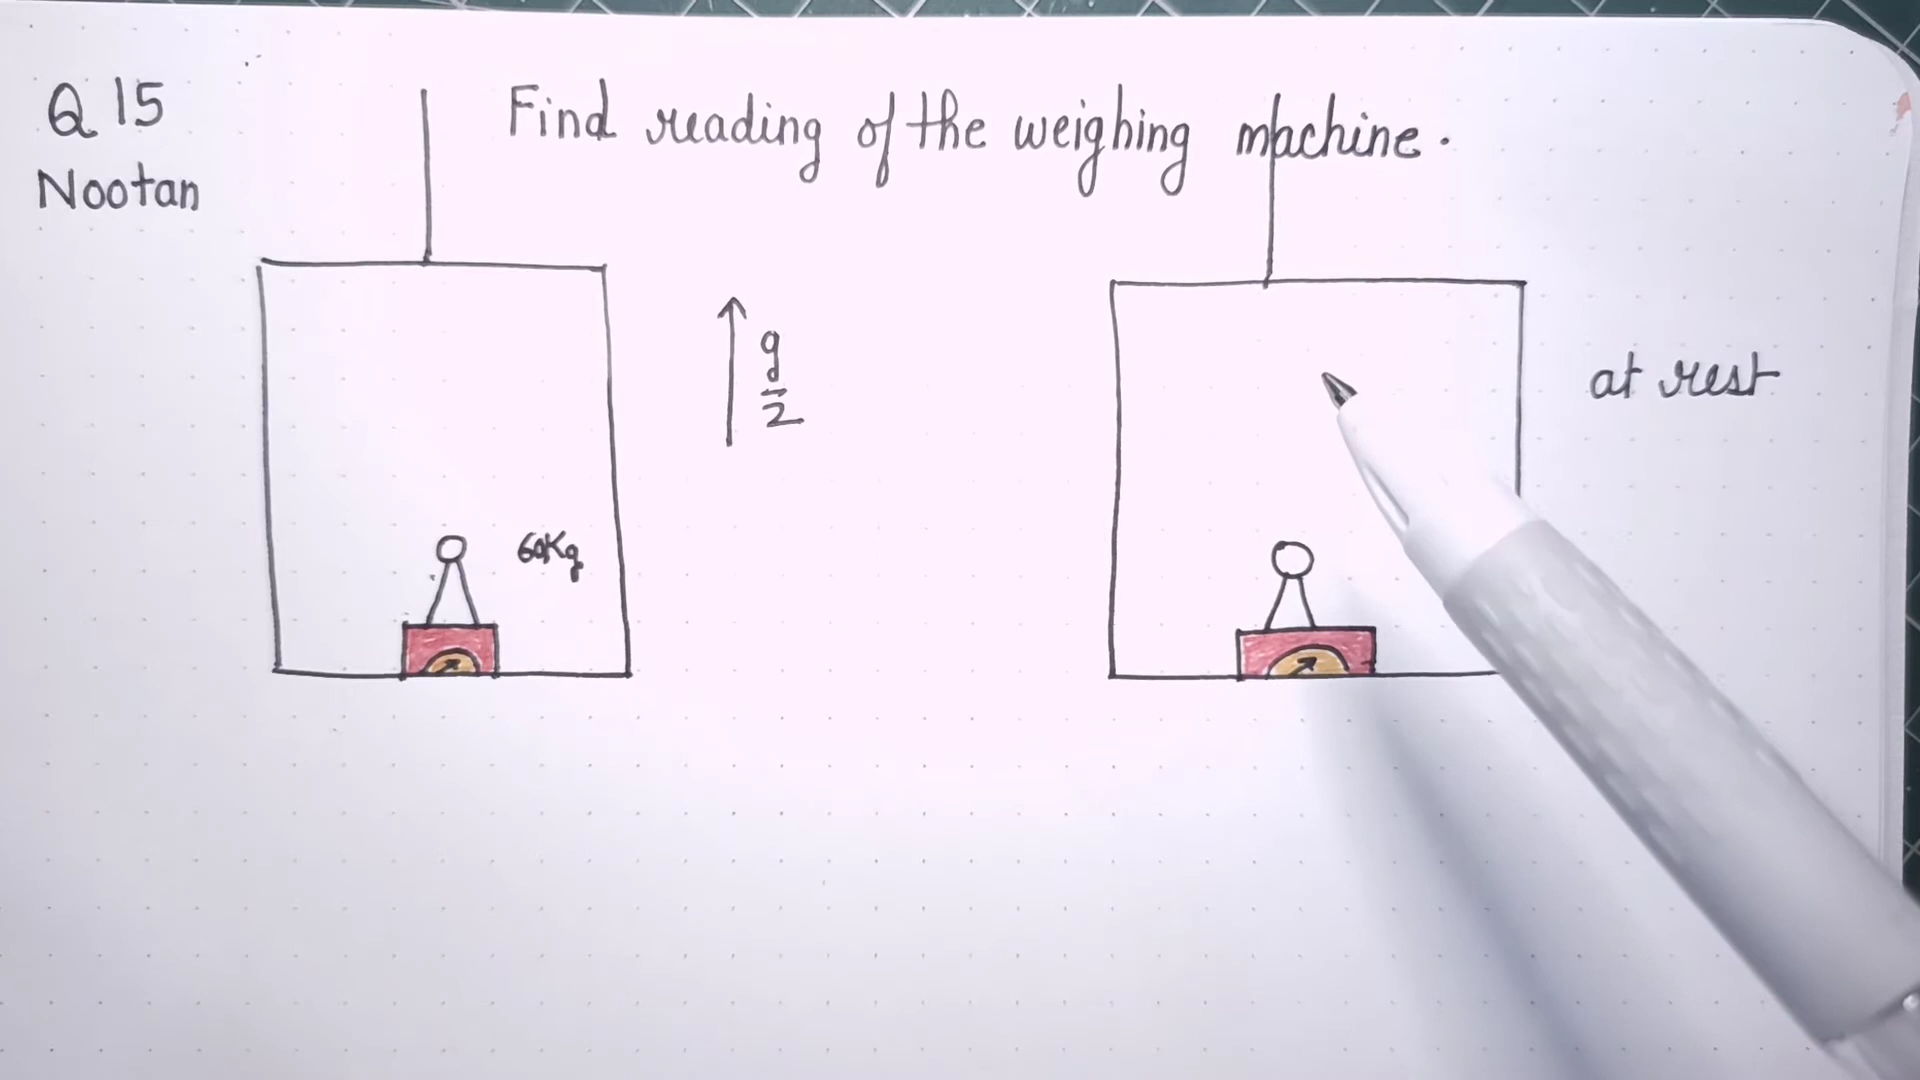 Q 15
Nootan
Find reading of the weighing machine.
g/2
at rest
60Kg